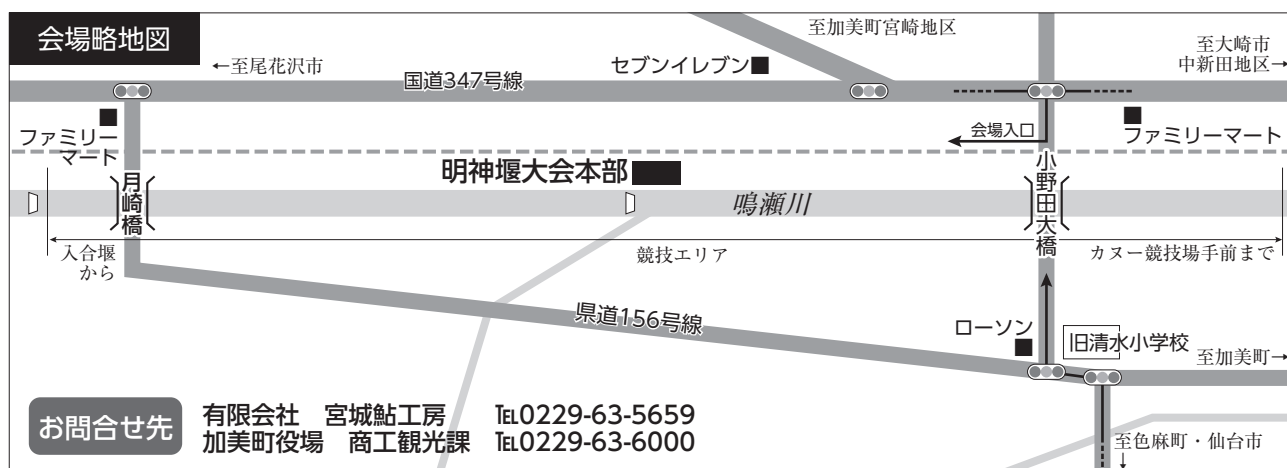 会場略地図
至加美町宮崎地区
至大崎市
中新田地区→
←至尾花沢市
セブンイレブン■
国道347号線
ファミリー
マート
会場入口
ファミリーマート
明神堰大会本部
月崎橋
鳴瀬川
小野田大橋
入合堰
から
競技エリア
カヌー競技場手前まで
県道156号線
ローソン
旧清水小学校
至加美町→
お問合せ先
有限会社 宮城鮎工房 ℡0229-63-5659
加美町役場 商工観光課 ℡0229-63-6000
至色麻町・仙台市
↓